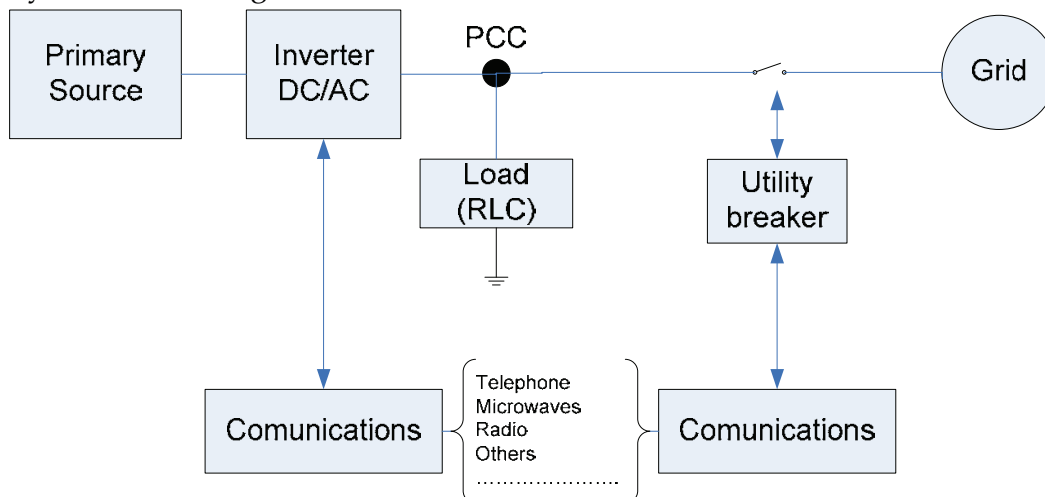 PCC
Primary
Source
Inverter
DC/AC
Grid
Load
(RLC)
Utility
breaker
Comunications
Telephone
Microwaves
Radio
Others
.......................
Comunications